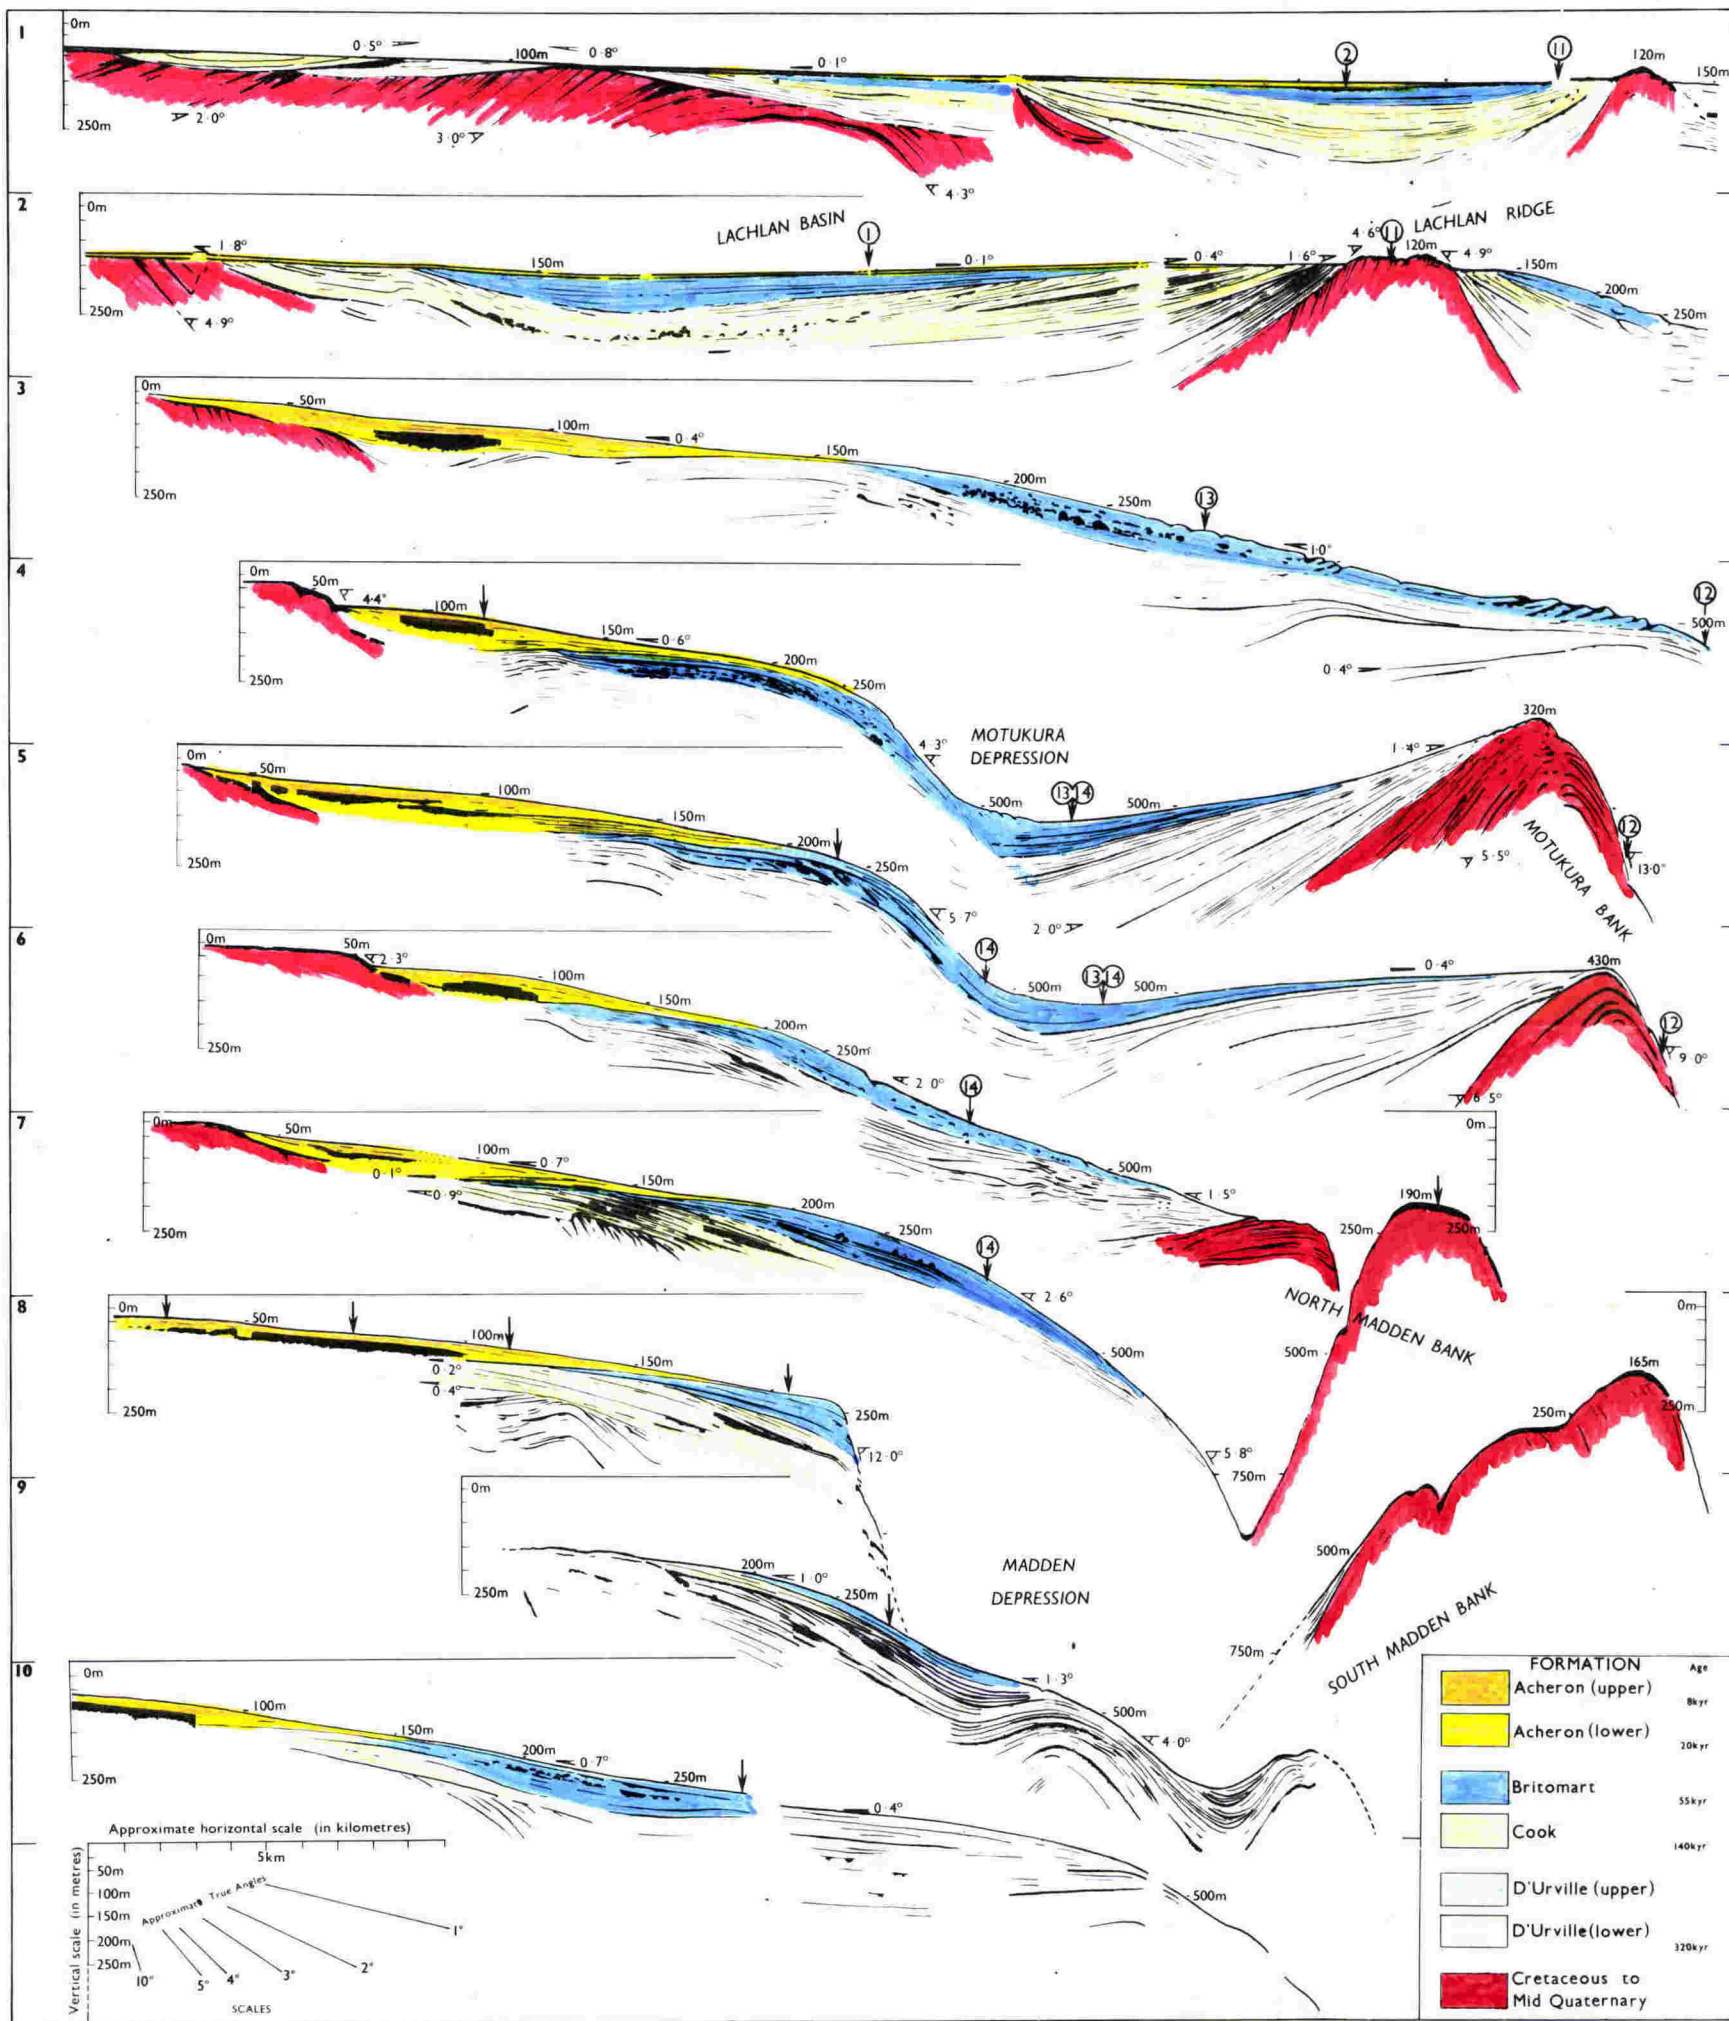 1
0m
0·5°
100m
0·8°
0·1°
2
11
120m
150m
250m
2·0°
3·0°
4·3°
2
0m
1·8°
LACHLAN BASIN
1
150m
0·1°
0·4°
1·6°
4·6°
11
LACHLAN RIDGE
120m
4·9°
150m
200m
250m
250m
4·9°
3
0m
50m
100m
0·4°
150m
200m
250m
13
1·0°
12
500m
250m
0·4°
4
0m
50m
4·4°
100m
150m
0·6°
200m
250m
250m
4·3°
MOTUKURA
DEPRESSION
500m
13 14
500m
1·4°
320m
5·5°
2·0°
12
13·0°
MOTUKURA BANK
5
0m
50m
100m
150m
200m
250m
250m
5·7°
14
500m
13 14
500m
0·4°
430m
12
9·0°
6·5°
6
0m
50m
2·3°
100m
150m
200m
250m
250m
2·0°
14
500m
1·5°
0m
190m
250m
250m
NORTH MADDEN BANK
500m
7
0m
50m
100m
0·7°
0·1°
0·9°
150m
200m
250m
250m
14
2·6°
500m
5·8°
750m
8
0m
50m
100m
0·2°
0·4°
150m
250m
250m
12·0°
0m
165m
250m
250m
500m
750m
SOUTH MADDEN BANK
9
0m
200m
1·0°
250m
250m
MADDEN
DEPRESSION
1·3°
500m
4·0°
10
0m
100m
150m
200m
0·7°
250m
250m
0·4°
500m
Approximate horizontal scale (in kilometres)
5km
Vertical scale (in metres)
50m
100m
150m
200m
250m
Approximate True Angles
1°
2°
3°
4°
5°
10°
SCALES
FORMATION Age
Acheron (upper)
8kyr
Acheron (lower)
20kyr
Britomart
55kyr
Cook
140kyr
D'Urville (upper)
D'Urville (lower)
320kyr
Cretaceous to
Mid Quaternary